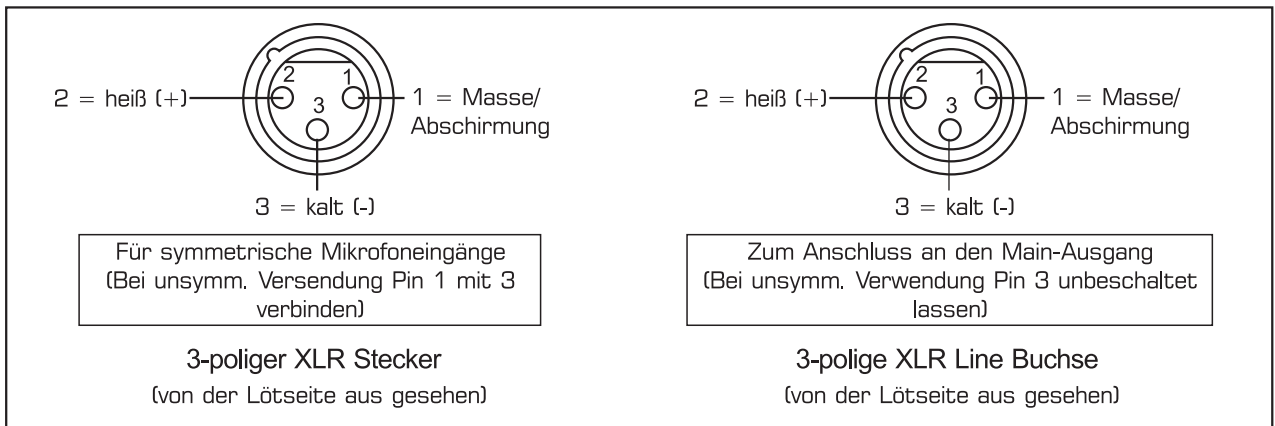 2
1
3
2 = heiß (+)
1 = Masse/
Abschirmung
3 = kalt (-)
Für symmetrische Mikrofoneingänge
(Bei unsymm. Versendung Pin 1 mit 3
verbinden)
3-poliger XLR Stecker
(von der Lötseite aus gesehen)
2
1
3
2 = heiß (+)
1 = Masse/
Abschirmung
3 = kalt (-)
Zum Anschluss an den Main-Ausgang
(Bei unsymm. Verwendung Pin 3 unbeschaltet
lassen)
3-polige XLR Line Buchse
(von der Lötseite aus gesehen)